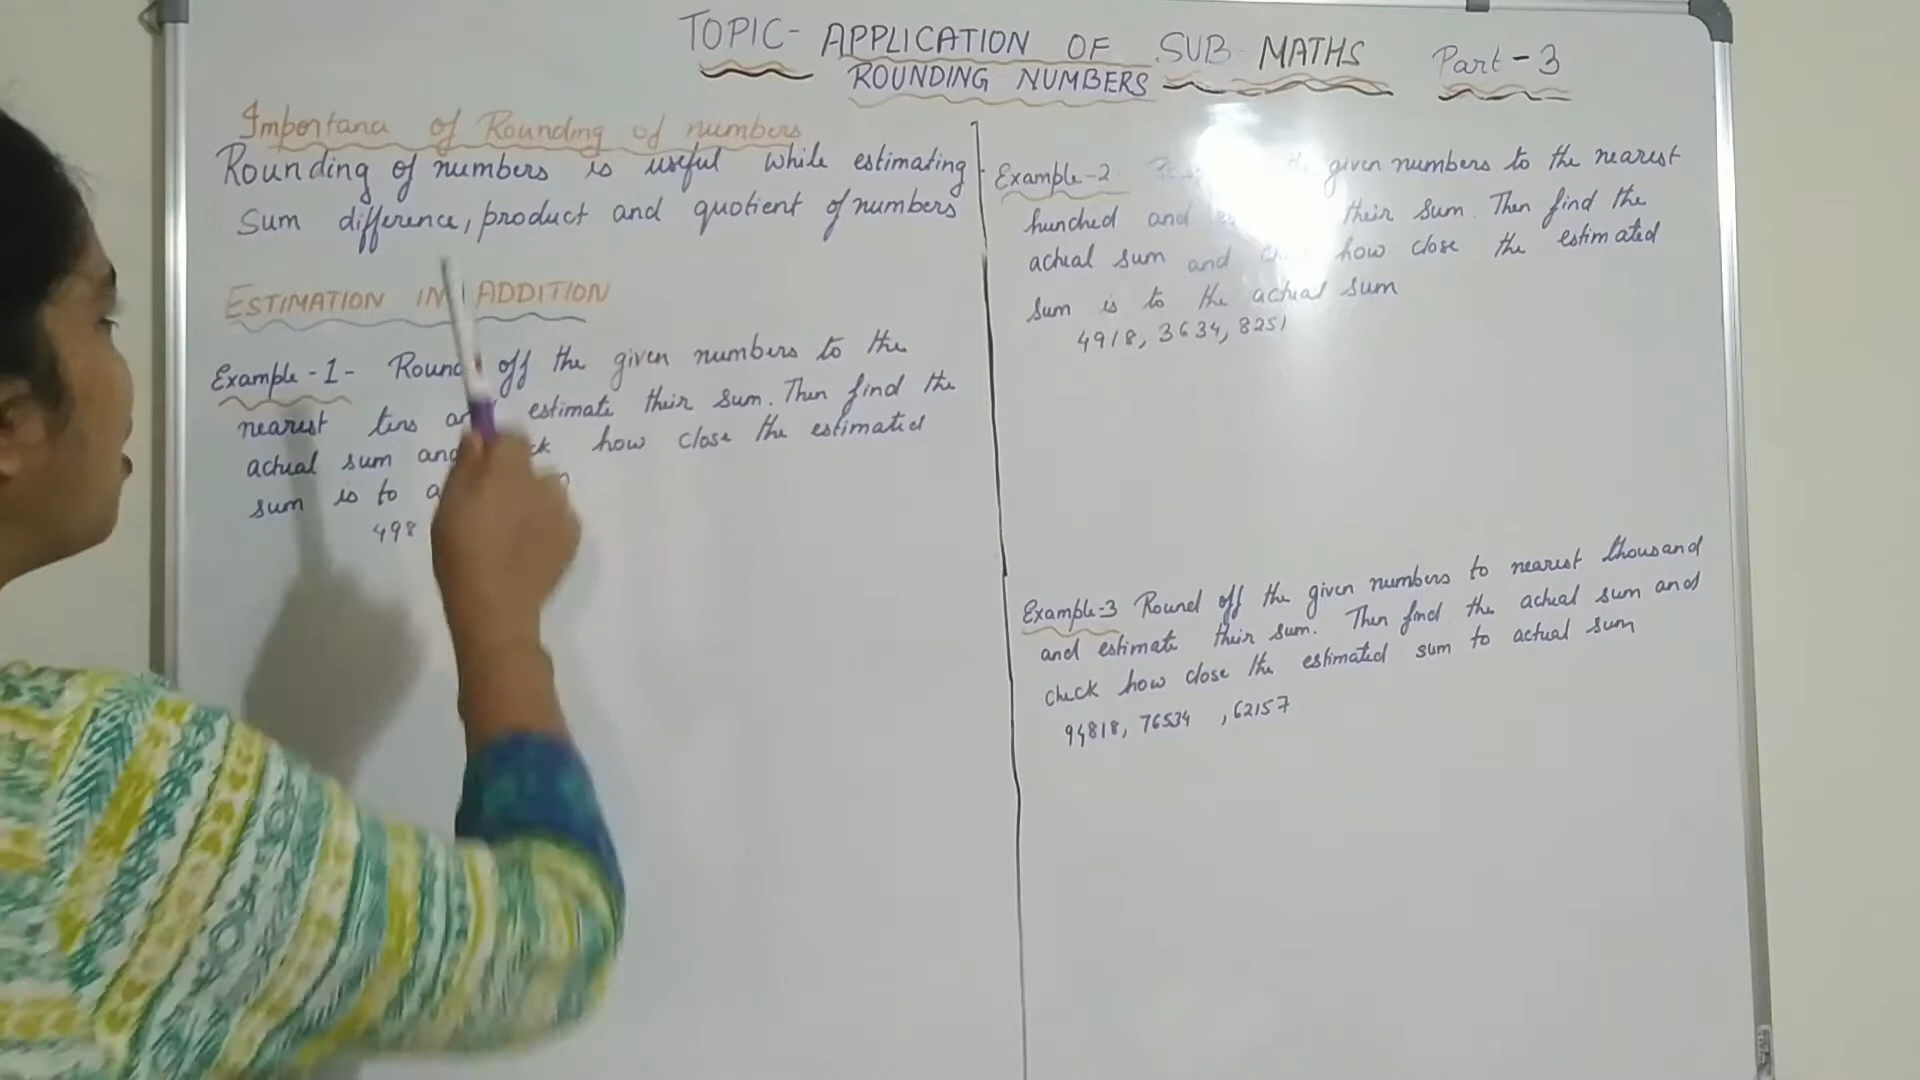 TOPIC- APPLICATION OF SUB MATHS Part-3
ROUNDING NUMBERS
Importana of Rounding of numbers
Rounding of numbers is useful while estimating
sum difference, product and quotient of numbers
ESTIMATION IN ADDITION
Example-1- Round off the given numbers to the
nearest tens estimate their sum. Then find the
actual sum and how close the estimated
sum is to
498
Example-2 the given numbers to the nearest
hundred and their sum. Then find the
actual sum and how close the estimated
sum is to the actual sum
4918, 3634, 8251
Example-3 Round off the given numbers to nearest thousand
and estimate their sum. Then find the actual sum and
check how close the estimated sum to actual sum
94818, 76534, 62157